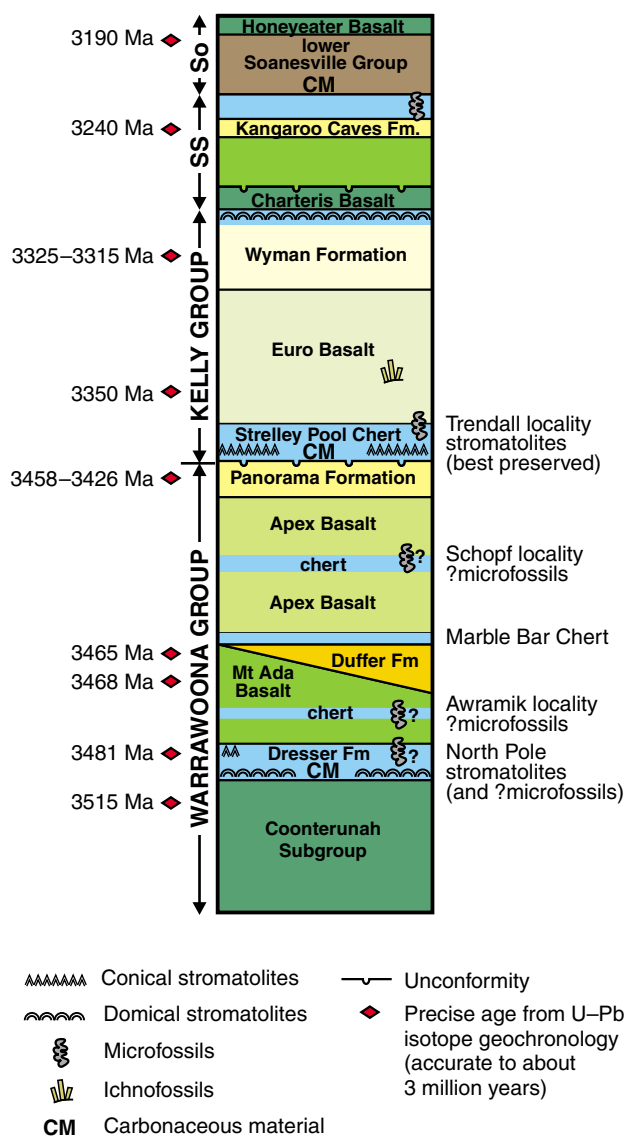 3190 Ma
So
Honeyeater Basalt
lower
Soanesville Group
CM
3240 Ma
SS
Kangaroo Caves Fm.
Charteris Basalt
3325–3315 Ma
KELLY GROUP
Wyman Formation
Euro Basalt
3350 Ma
Strelley Pool Chert
CM
Trendall locality
stromatolites
(best preserved)
3458–3426 Ma
Panorama Formation
WARRAWOONA GROUP
Apex Basalt
chert
?
Schopf locality
?microfossils
Apex Basalt
Marble Bar Chert
3465 Ma
Duffer Fm
3468 Ma
Mt Ada
Basalt
chert
?
Awramik locality
?microfossils
3481 Ma
Dresser Fm
?
CM
North Pole
stromatolites
(and ?microfossils)
3515 Ma
Coonterunah
Subgroup
Conical stromatolites
Domical stromatolites
Microfossils
Ichnofossils
CM Carbonaceous material
Unconformity
Precise age from U–Pb
isotope geochronology
(accurate to about
3 million years)